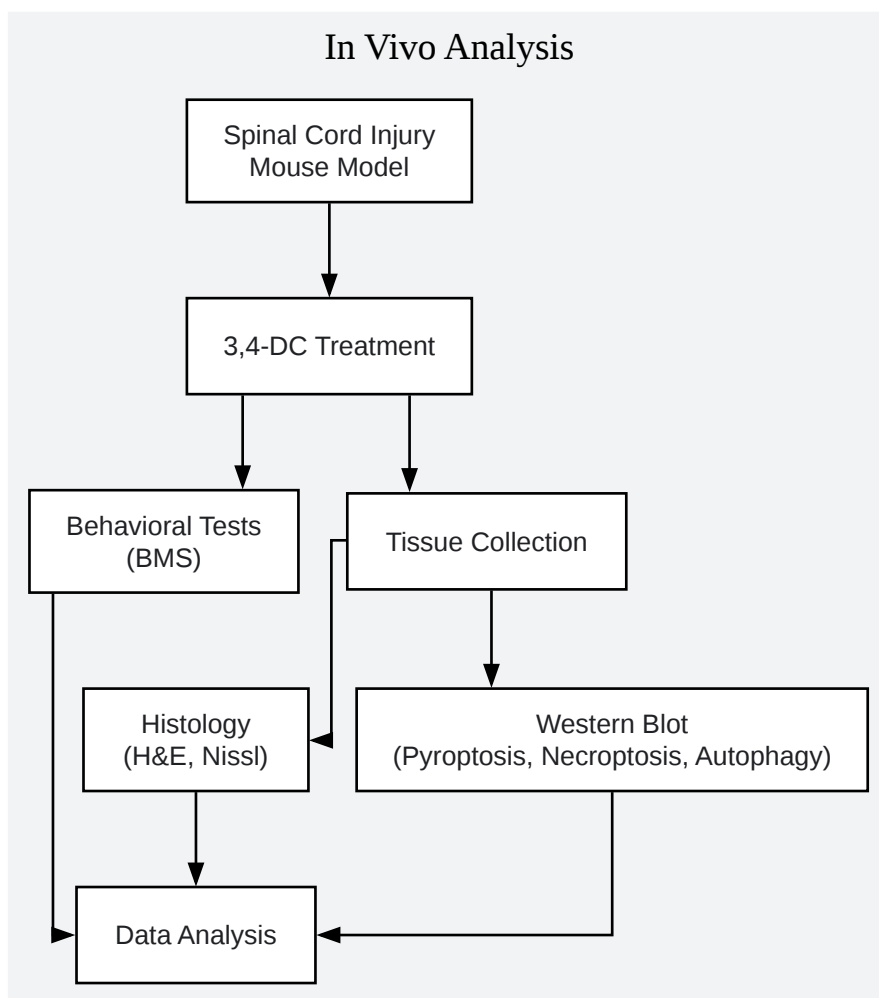 In Vivo Analysis
Spinal Cord Injury
Mouse Model
3,4-DC Treatment
Behavioral Tests
(BMS)
Tissue Collection
Histology
(H&E, Nissl)
Western Blot
(Pyroptosis, Necroptosis, Autophagy)
Data Analysis